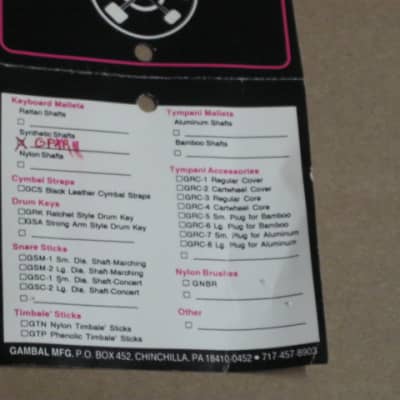 Keyboard Mallets
Rattan Shafts
Synthetic Shafts
Nylon Shafts
Cymbal Straps
GCS Black Leather Cymbal Straps
Drum Keys
GRK Ratchet Style Drum Key
GSA Strong Arm Style Drum Key
Snare Sticks
GSM-1 Sm. Dia. Shaft Marching
GSM-2 Lg. Dia. Shaft Marching
GSC-1 Sm. Dia. Shaft-Concert
GSC-2 Lg. Dia. Shaft-Concert
Timbale' Sticks
GTN Nylon Timbale' Sticks
GTP Phenolic Timbale' Sticks
Tympani Mallets
Aluminum Shafts
Bamboo Shafts
Tympani Accessories
GRC-1 Regular Cover
GRC-2 Cartwheel Cover
GRC-3 Regular Core
GRC-4 Cartwheel Core
GRC-5 Sm. Plug for Bamboo
GRC-6 Lg. Plug for Bamboo
GRC-7 Sm. Plug for Aluminum
GRC-8 Lg. Plug for Aluminum
Nylon Brushes
GNBR
Other
GAMBAL MFG. P.O. BOX 452, CHINCHILLA, PA 18410-0452 • 717-457-8903